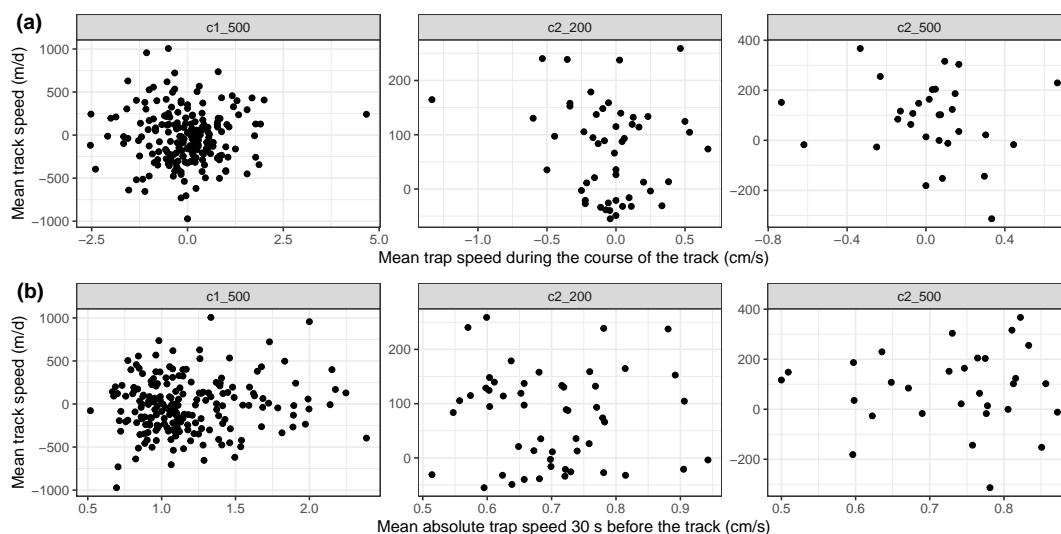 (a)
c1_500 c2_200 c2_500
Mean track speed (m/d)
1000
500
0
−500
−1000
200
100
0
400
200
0
−200
−2.5 0.0 2.5 5.0 −1.0 −0.5 0.0 0.5 −0.8 −0.4 0.0 0.4
Mean trap speed during the course of the track (cm/s)
(b)
c1_500 c2_200 c2_500
Mean track speed (m/d)
1000
500
0
−500
−1000
200
100
0
400
200
0
−200
0.5 1.0 1.5 2.0 0.5 0.6 0.7 0.8 0.9 0.5 0.6 0.7 0.8
Mean absolute trap speed 30 s before the track (cm/s)